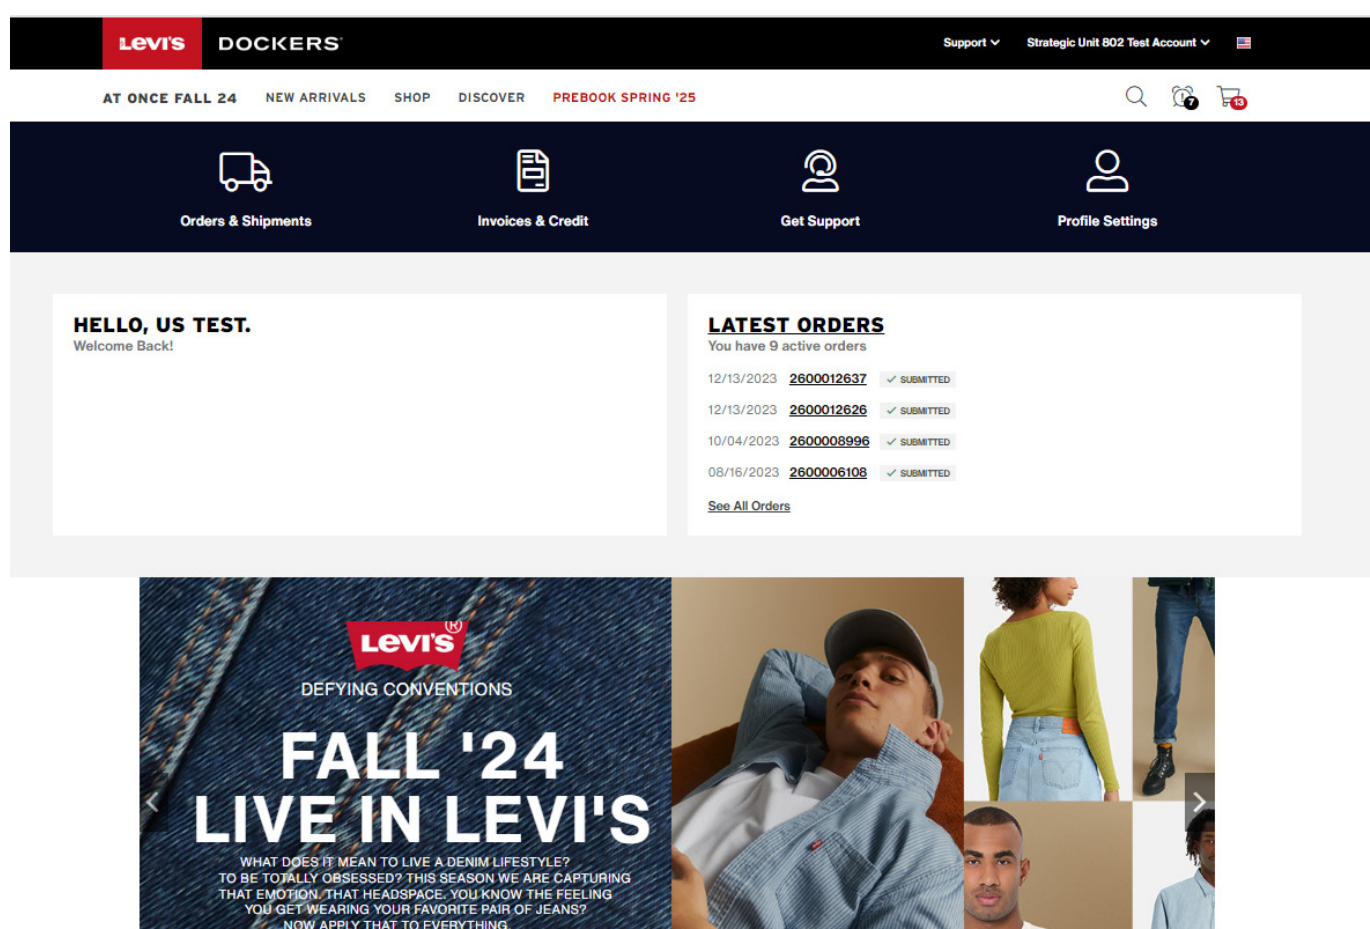 Levi's DOCKERS® Support Strategic Unit 802 Test Account
AT ONCE FALL 24 NEW ARRIVALS SHOP DISCOVER PREBOOK SPRING '25 7 13
Orders & Shipments Invoices & Credit Get Support Profile Settings
HELLO, US TEST.
Welcome Back!
LATEST ORDERS
You have 9 active orders
12/13/2023 2600012637 SUBMITTED
12/13/2023 2600012626 SUBMITTED
10/04/2023 2600008996 SUBMITTED
08/16/2023 2600006108 SUBMITTED
See All Orders
Levi's®
DEFYING CONVENTIONS
FALL '24
LIVE IN LEVI'S
WHAT DOES IT MEAN TO LIVE A DENIM LIFESTYLE?
TO BE TOTALLY OBSESSED? THIS SEASON WE ARE CAPTURING
THAT EMOTION, THAT HEADSPACE. YOU KNOW THE FEELING
YOU GET WEARING YOUR FAVORITE PAIR OF JEANS?
NOW APPLY THAT TO EVERYTHING